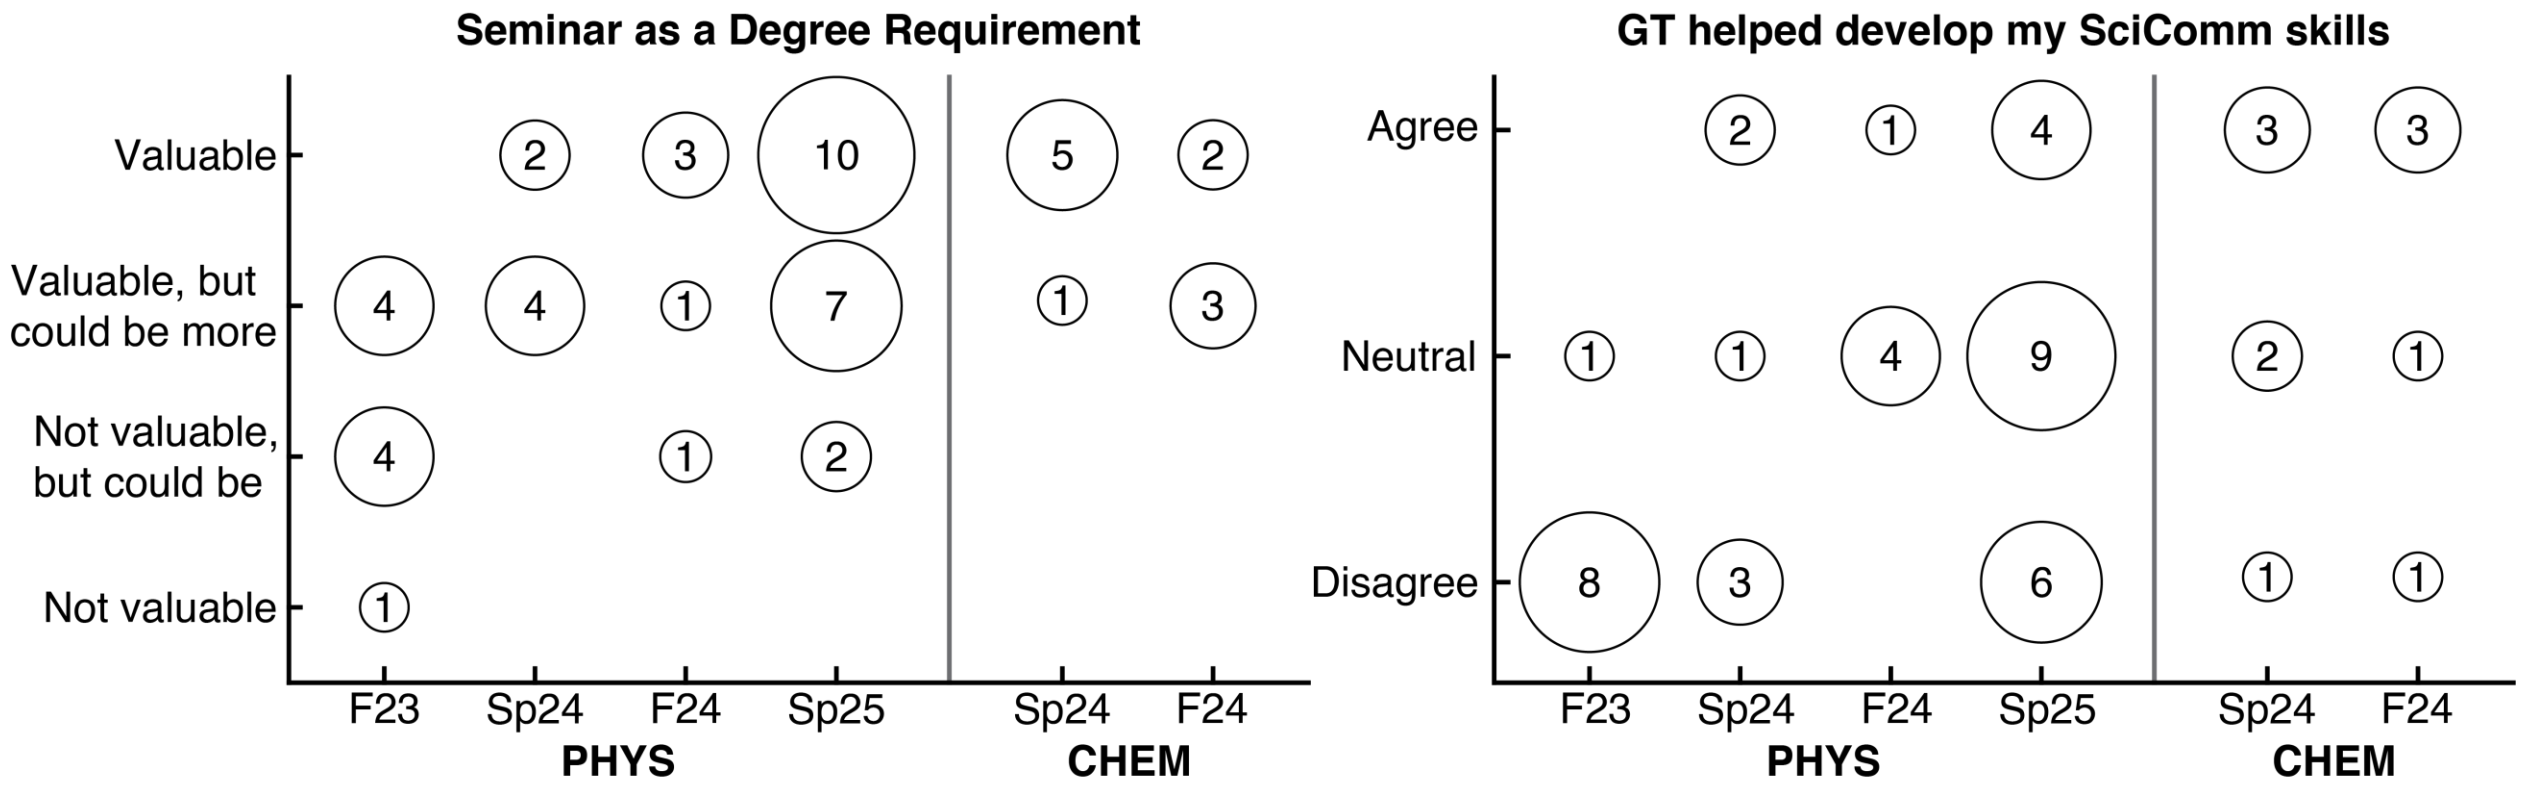 Seminar as a Degree Requirement
Valuable
2 3 10 5 2
Valuable, but
could be more
4 4 1 7 1 3
Not valuable,
but could be
4 1 2
Not valuable
1
F23 Sp24 F24 Sp25 Sp24 F24
PHYS CHEM
GT helped develop my SciComm skills
Agree
2 1 4 3 3
Neutral
1 1 4 9 2 1
Disagree
8 3 6 1 1
F23 Sp24 F24 Sp25 Sp24 F24
PHYS CHEM